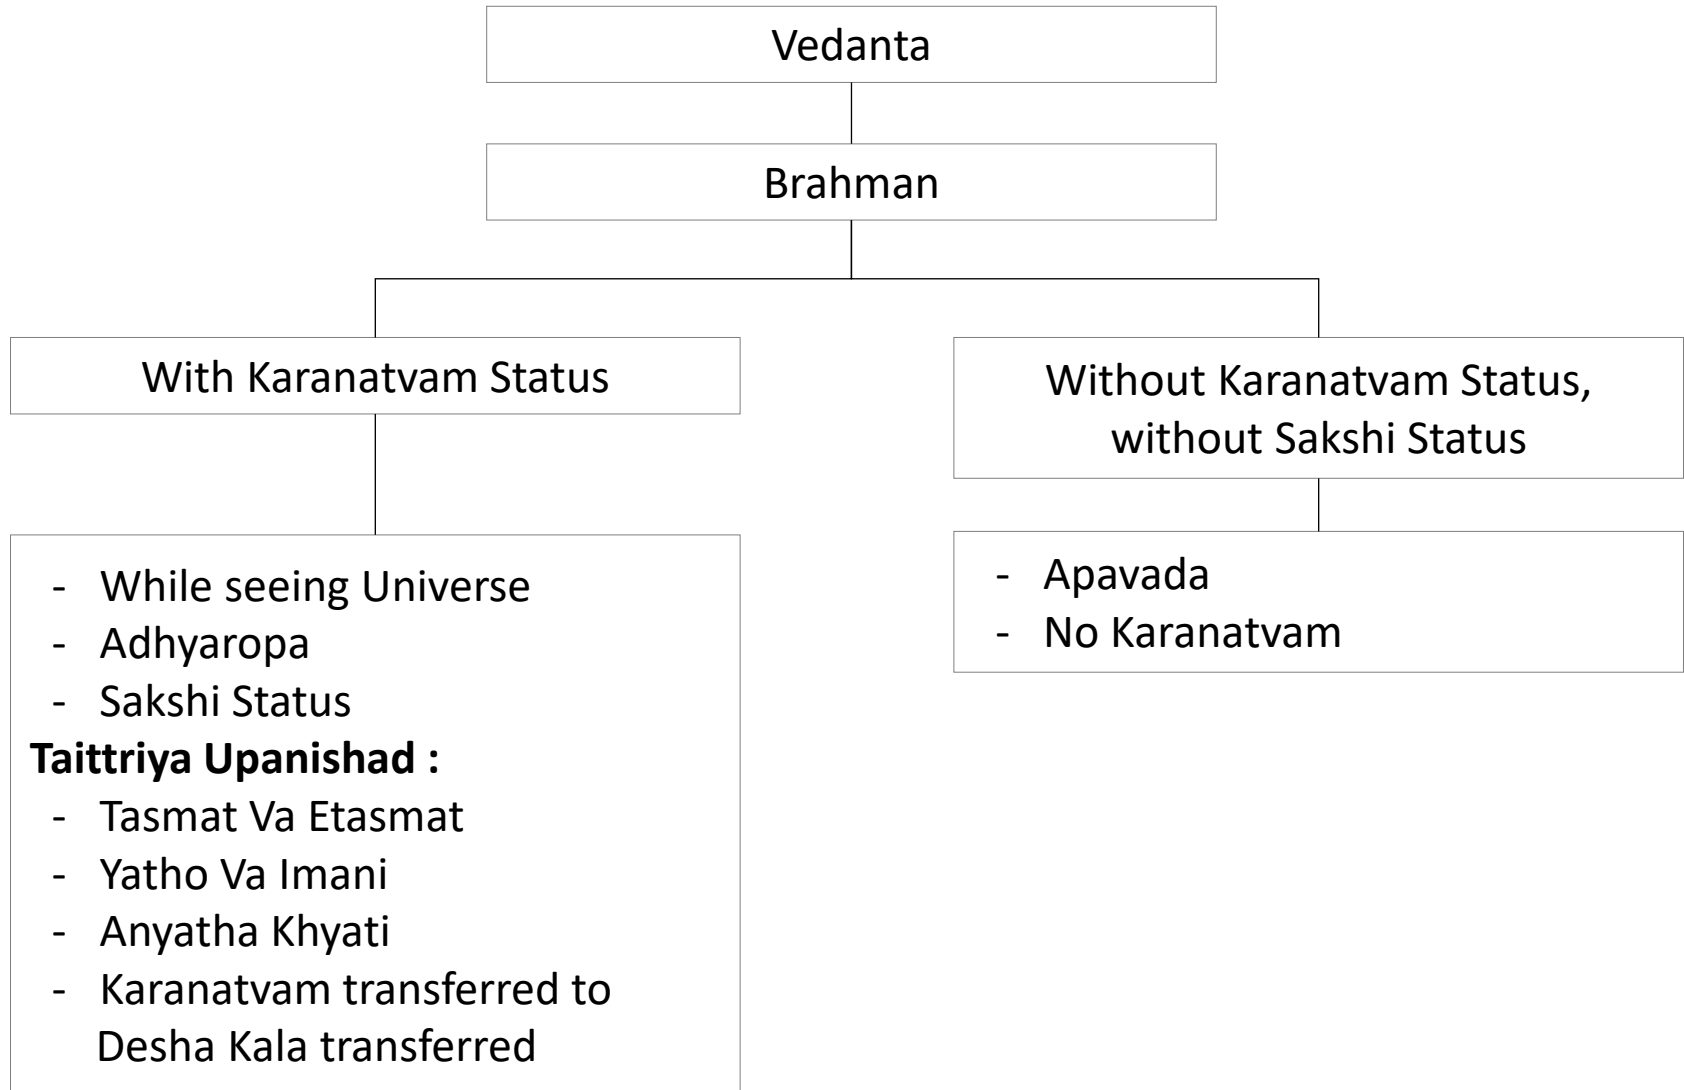 Vedanta
Brahman
With Karanatvam Status
- While seeing Universe
- Adhyaropa
- Sakshi Status
Taittriya Upanishad :
- Tasmat Va Etasmat
- Yatho Va Imani
- Anyatha Khyati
- Karanatvam transferred to
Desha Kala transferred
Without Karanatvam Status,
without Sakshi Status
- Apavada
- No Karanatvam